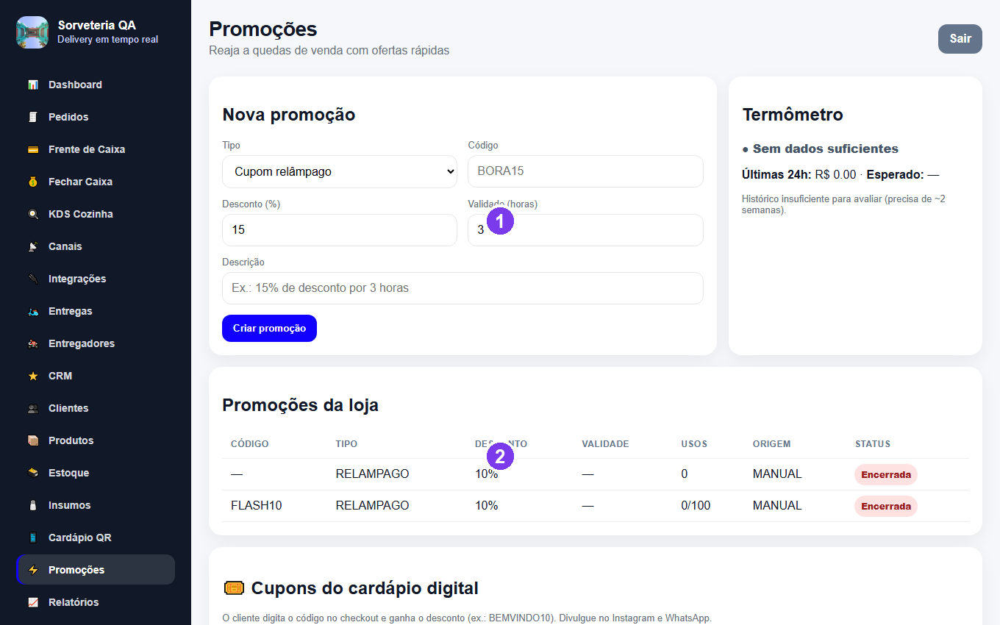 Sorveteria QA
Delivery em tempo real
Dashboard
Pedidos
Frente de Caixa
Fechar Caixa
KDS Cozinha
Canais
Integrações
Entregas
Entregadores
CRM
Clientes
Produtos
Estoque
Insumos
Cardápio QR
Promoções
Relatórios
Promoções
Reaja a quedas de venda com ofertas rápidas
Sair
Nova promoção
Tipo Código
Cupom relâmpago BORA15
Desconto (%) Validade (horas)
15 3 1
Descrição
Ex.: 15% de desconto por 3 horas
Criar promoção
Termômetro
● Sem dados suficientes
Últimas 24h: R$ 0.00 · Esperado: —
Histórico insuficiente para avaliar (precisa de ~2
semanas).
Promoções da loja
CÓDIGO TIPO DESCONTO VALIDADE USOS ORIGEM STATUS
2
— RELAMPAGO 10% — 0 MANUAL Encerrada
FLASH10 RELAMPAGO 10% — 0/100 MANUAL Encerrada
Cupons do cardápio digital
O cliente digita o código no checkout e ganha o desconto (ex.: BEMVINDO10). Divulgue no Instagram e WhatsApp.